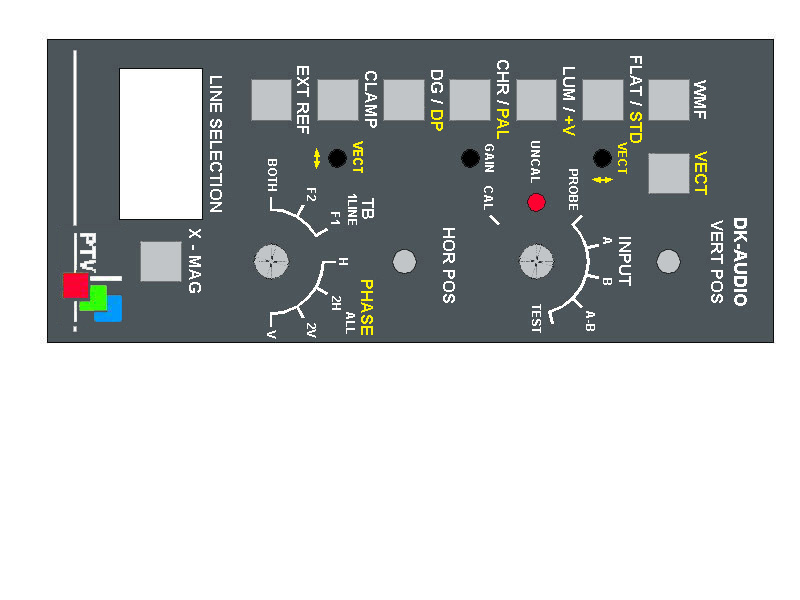 DK-AUDIO
VERT POS
WMF
VECT
FLAT / STD
VECT
INPUT
PROBE
A
B
A-B
TEST
LUM / +V
UNCAL
CHR / PAL
GAIN
CAL
HOR POS
DG / DP
CLAMP
VECT
TB
1LINE
F1
F2
BOTH
PHASE
H
2H
ALL
2V
V
EXT REF
LINE SELECTION
X - MAG
PTV